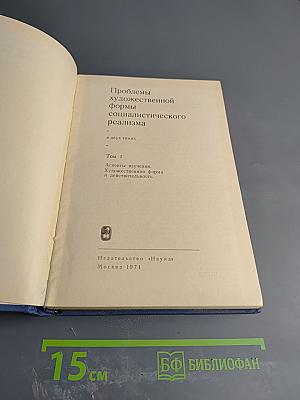 Проблемы
художественной
формы
социалистического
реализма
в двух томах
Том 1
Аспекты изучения.
Художественная форма
и действительность.
Издательство «Наука»
Москва 1971
15 см
БФ БИБЛИОФАН